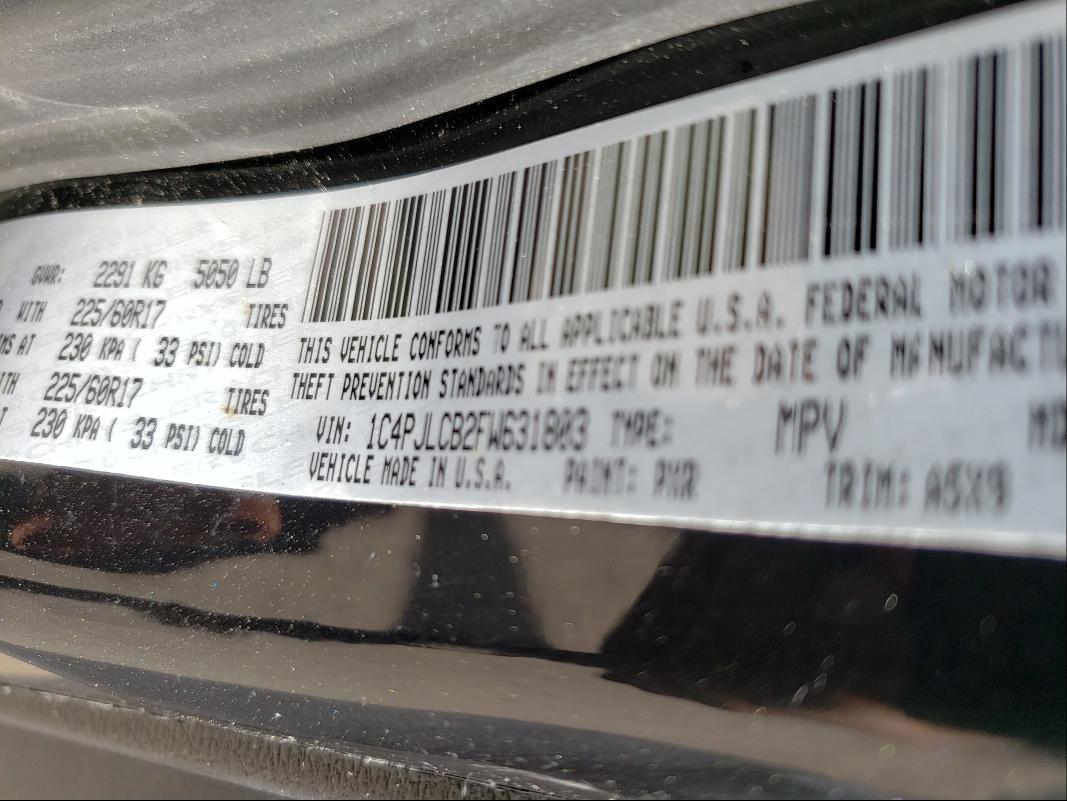 GVWR: 2291 KG 5050 LB
WITH 225/60R17 TIRES
AT 230 KPA ( 33 PSI) COLD
225/60R17 TIRES
230 KPA ( 33 PSI) COLD
THIS VEHICLE CONFORMS TO ALL APPLICABLE U.S.A. FEDERAL MOTOR
THEFT PREVENTION STANDARDS IN EFFECT ON THE DATE OF MANUFACTU
VIN: 1C4PJLCB2FW631803 TYPE: MPV
VEHICLE MADE IN U.S.A. PAINT: PXR TRIM: A5X9